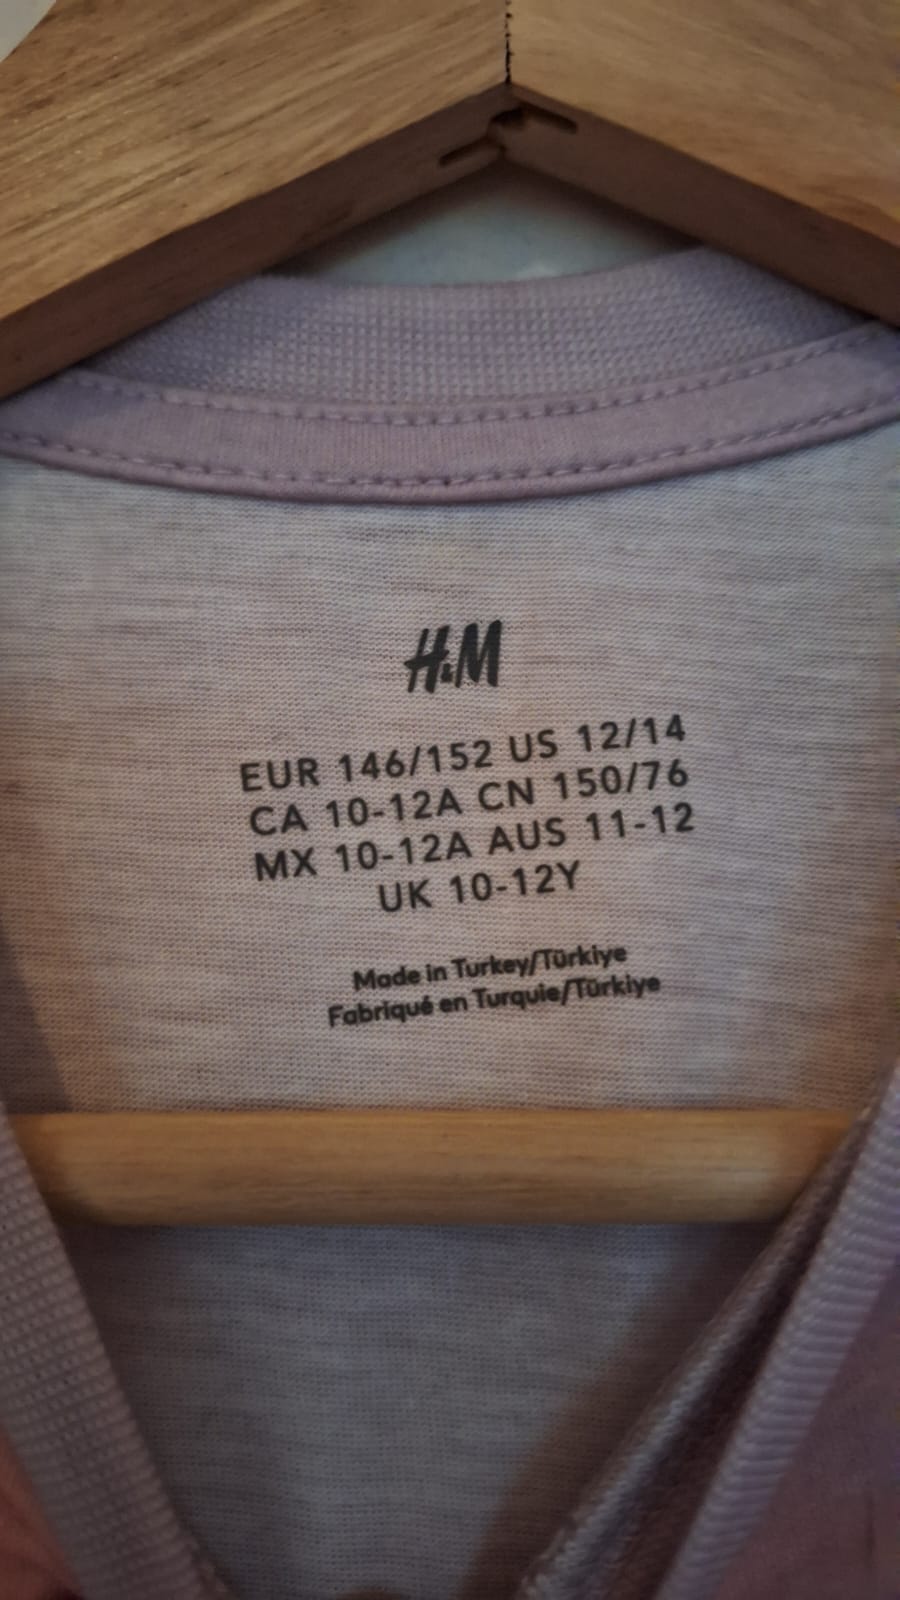 H&M
EUR 146/152 US 12/14
CA 10-12A CN 150/76
MX 10-12A AUS 11-12
UK 10-12Y
Made in Turkey/Türkiye
Fabriqué en Turquie/Türkiye